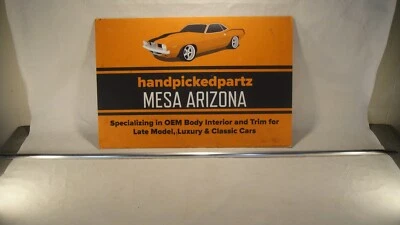 handpickedpartz
MESA ARIZONA
Specializing in OEM Body Interior and Trim for
Late Model,,Luxury & Classic Cars